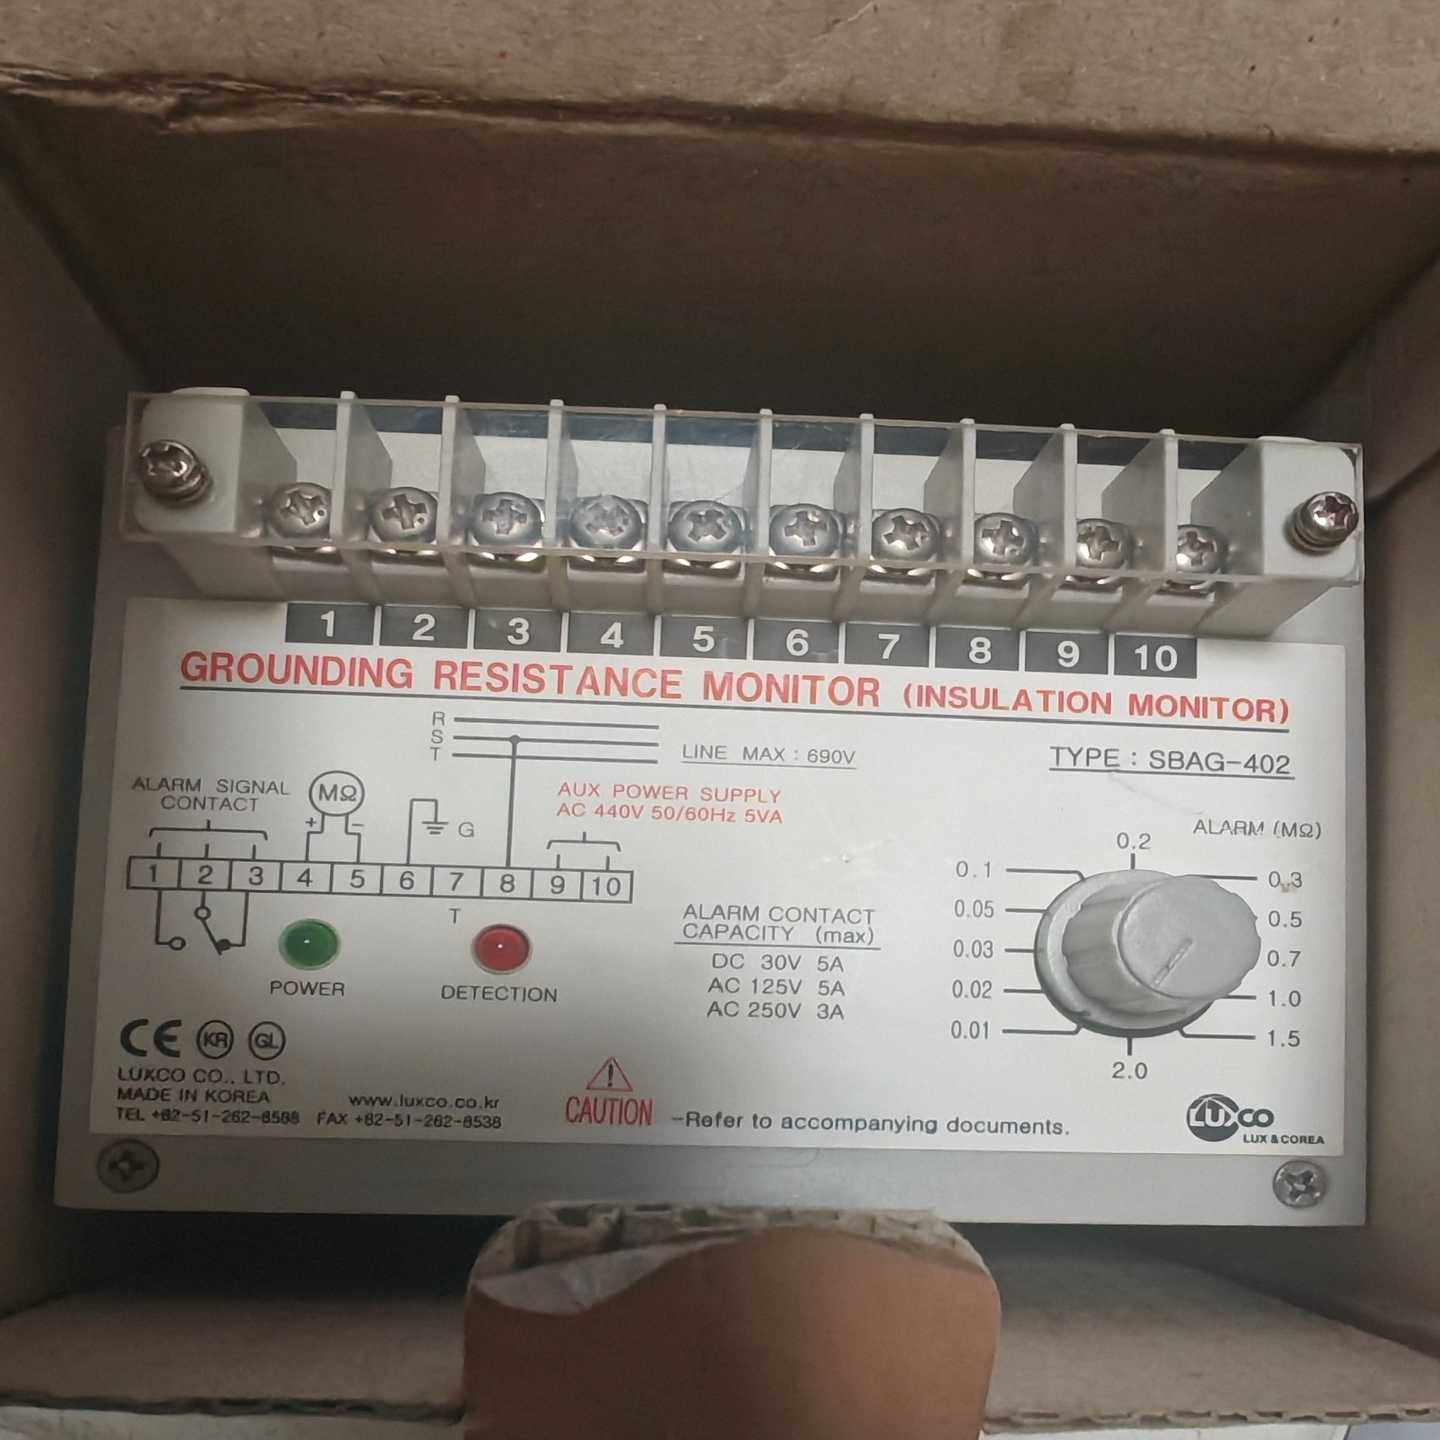 1 2 3 4 5 6 7 8 9 10
GROUNDING RESISTANCE MONITOR (INSULATION MONITOR)
R
S
T
LINE MAX : 690V
TYPE : SBAG-402
ALARM SIGNAL
CONTACT
MΩ
+ -
G
AUX POWER SUPPLY
AC 440V 50/60Hz 5VA
1 2 3 4 5 6 7 8 9 10
T
POWER
DETECTION
ALARM CONTACT
CAPACITY (max)
DC 30V 5A
AC 125V 5A
AC 250V 3A
ALARM (MΩ)
0.2
0.1
0.3
0.05
0.5
0.03
0.7
0.02
1.0
0.01
1.5
2.0
CE KR GL
LUXCO CO., LTD.
MADE IN KOREA
www.luxco.co.kr
TEL +82-51-262-8588 FAX +82-51-262-8538
CAUTION
-Refer to accompanying documents.
LUXCO
LUX & COREA